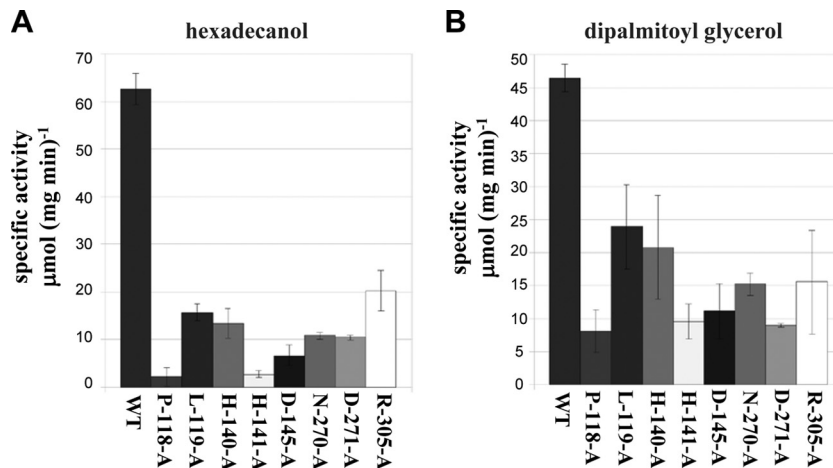 A
hexadecanol
specific activity
µmol (mg min)-1
70
60
50
40
30
20
10
0
WT
P-118-A
L-119-A
H-140-A
H-141-A
D-145-A
N-270-A
D-271-A
R-305-A
B
dipalmitoyl glycerol
specific activity
µmol (mg min)-1
50
45
40
35
30
25
20
15
10
5
0
WT
P-118-A
L-119-A
H-140-A
H-141-A
D-145-A
N-270-A
D-271-A
R-305-A